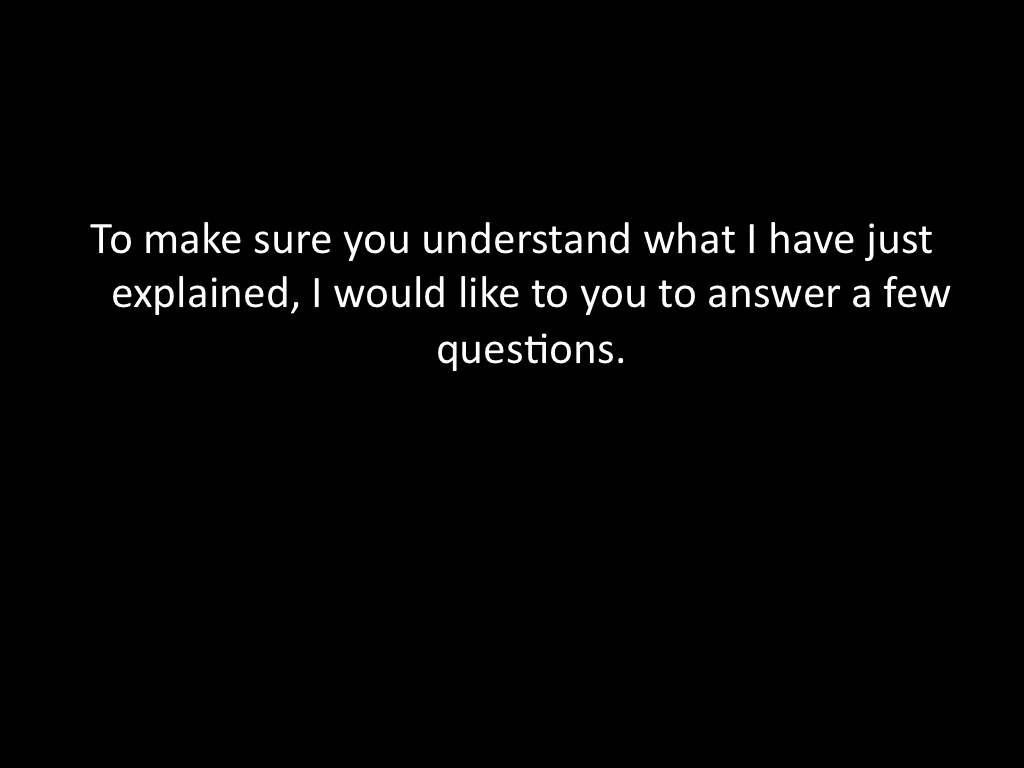 To make sure you understand what I have just
explained, I would like to you to answer a few
questions.